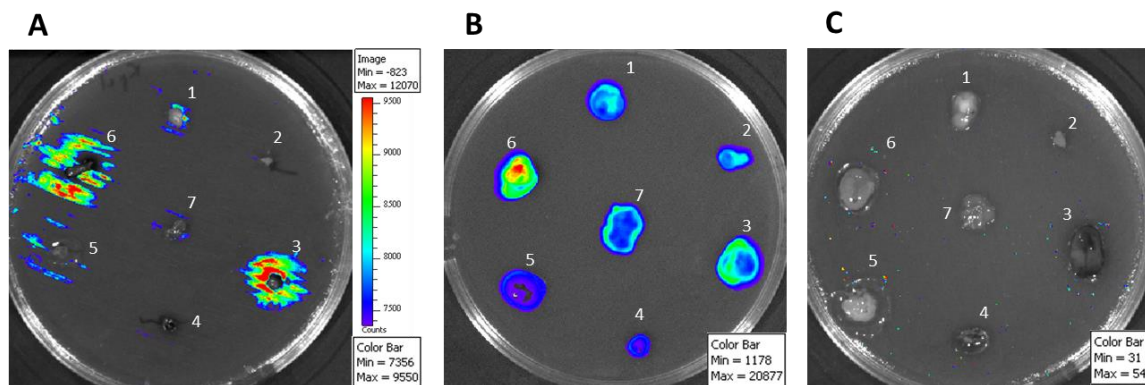 A
B
C
1
2
3
4
5
6
7
Image
Min = -823
Max = 12070
9500
9000
8500
8000
7500
Counts
Color Bar
Min = 7356
Max = 9550
1
2
3
4
5
6
7
Color Bar
Min = 1178
Max = 20877
1
2
3
4
5
6
7
Color Bar
Min = 31
Max = 54